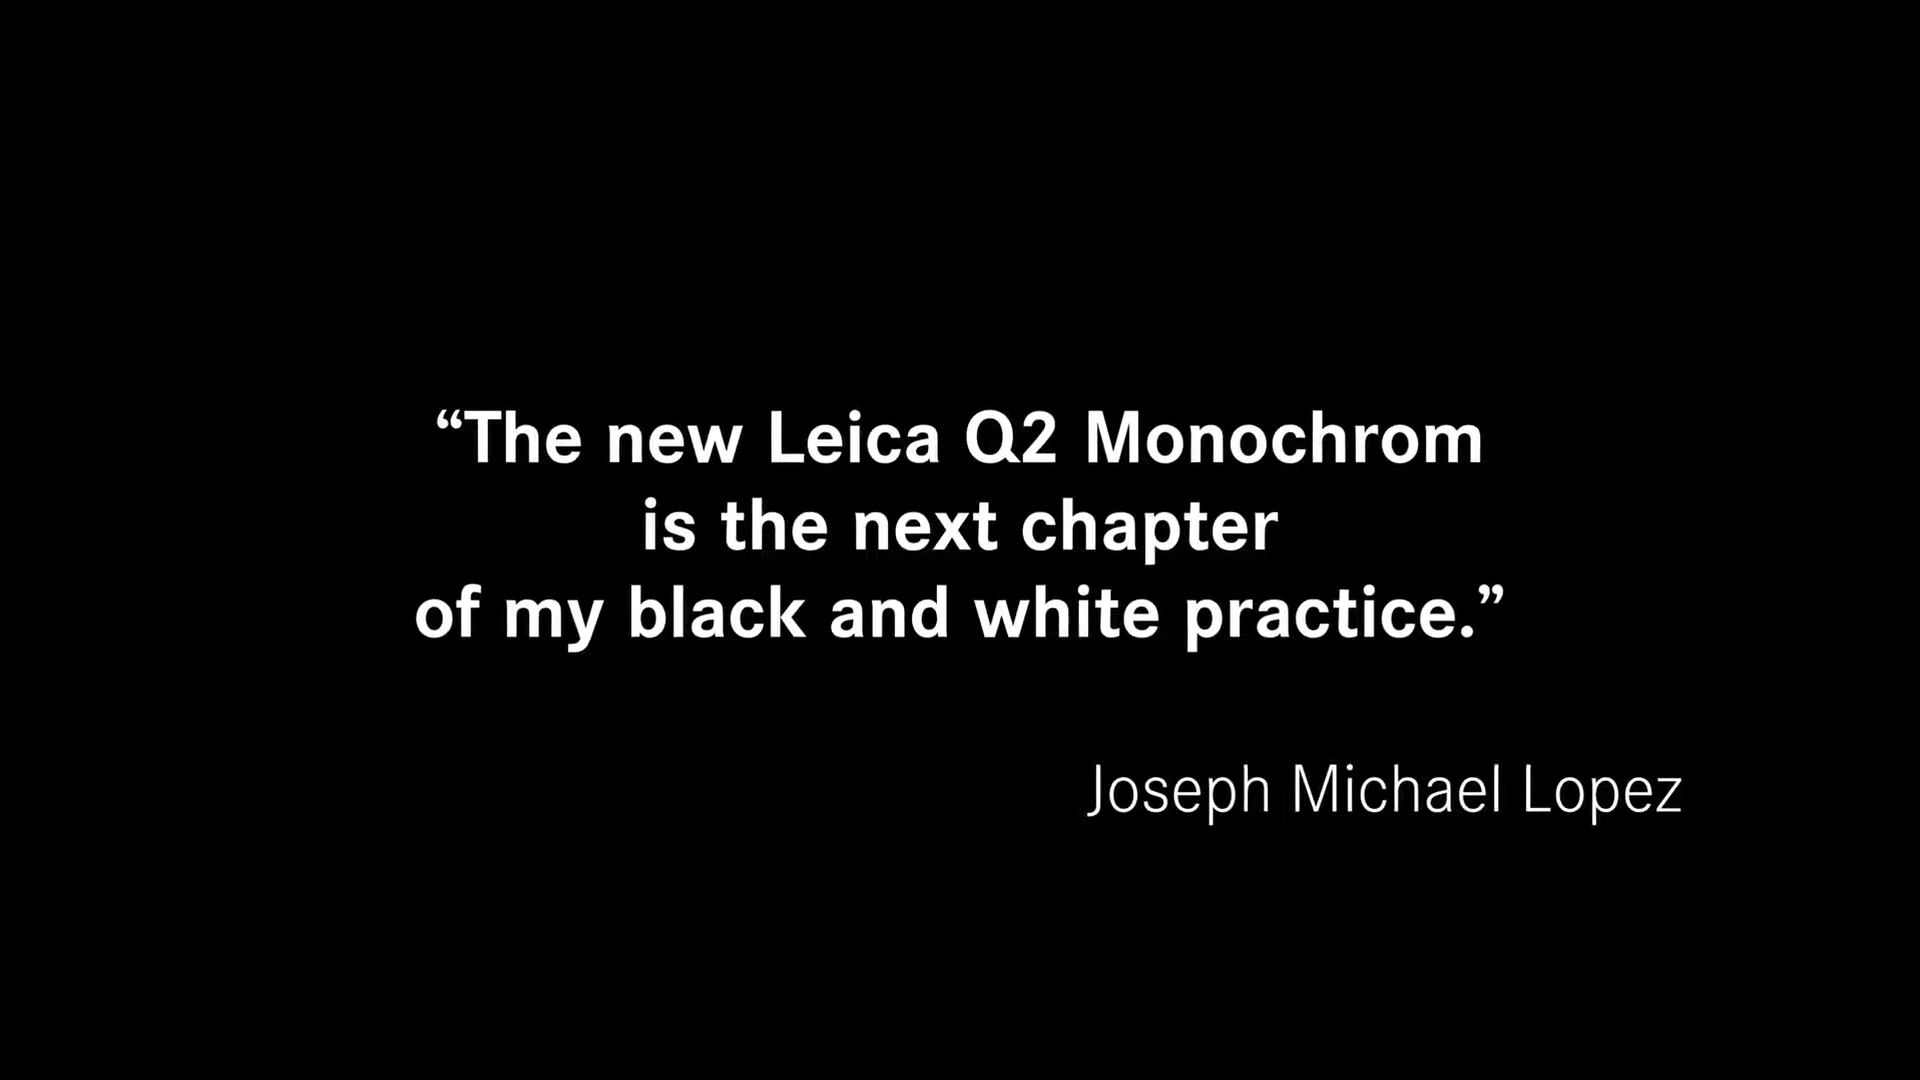 “The new Leica Q2 Monochrom
is the next chapter
of my black and white practice.”
Joseph Michael Lopez